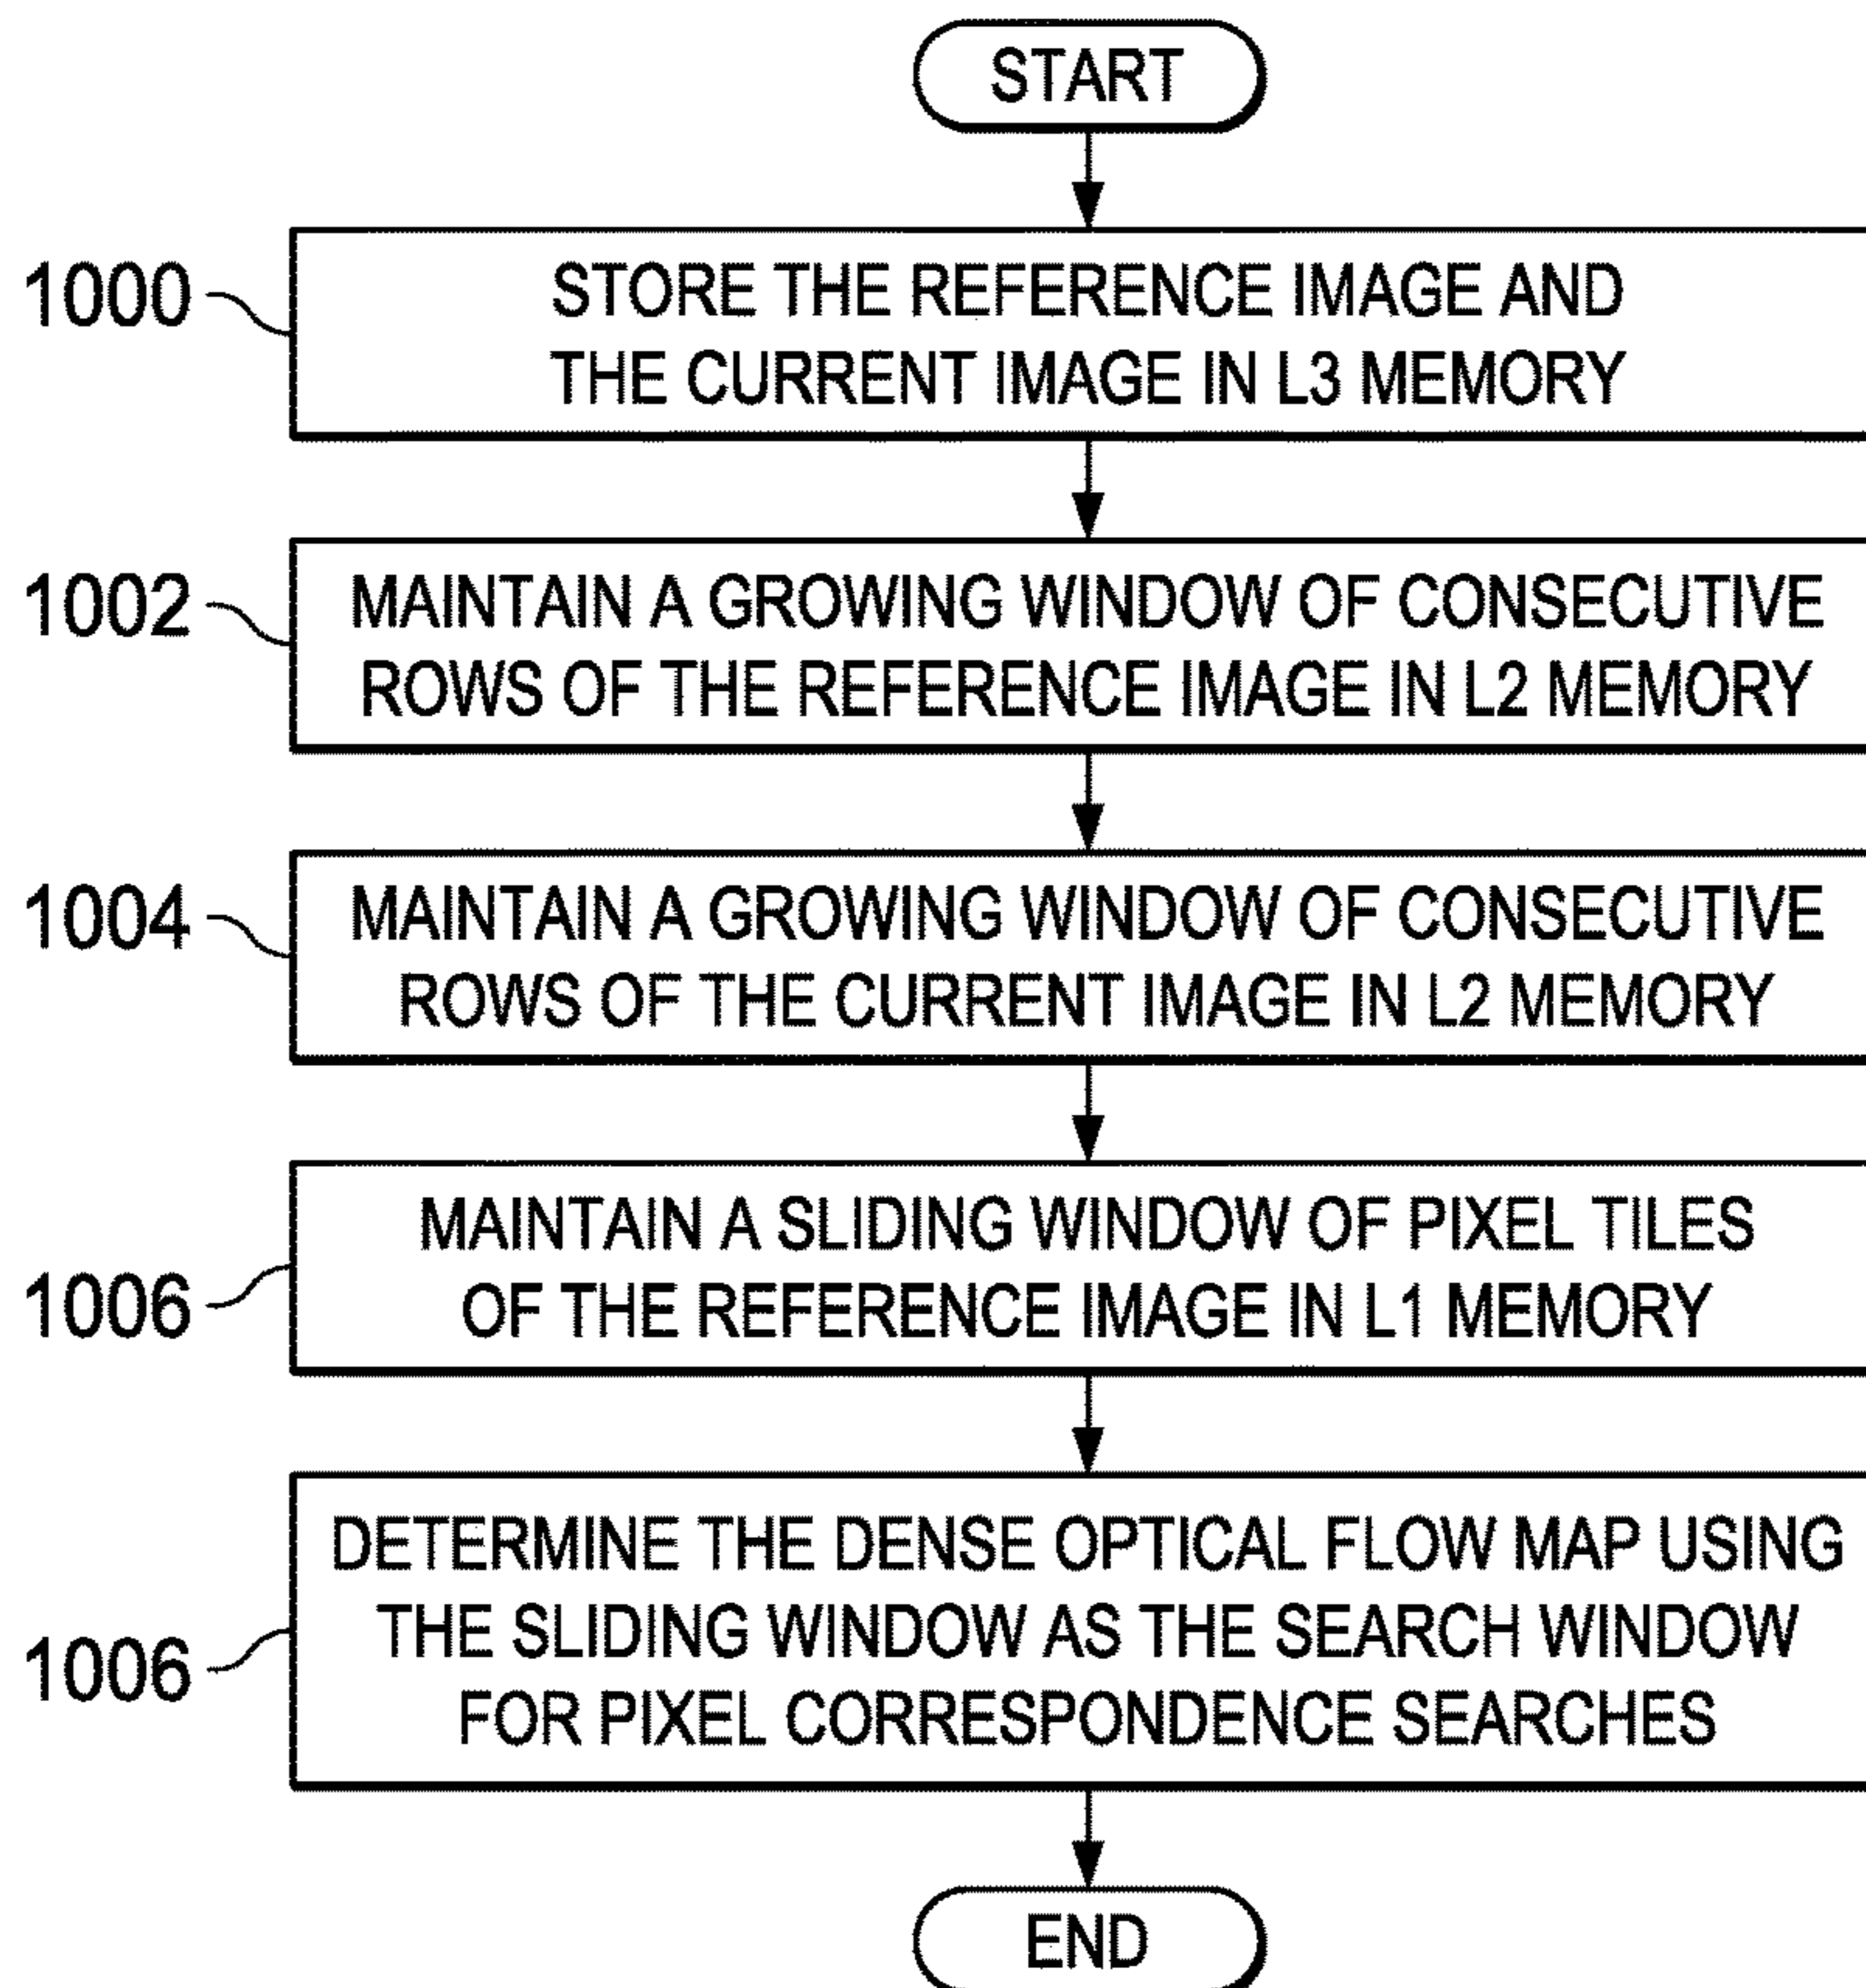 START
1000
STORE THE REFERENCE IMAGE AND
THE CURRENT IMAGE IN L3 MEMORY
1002
MAINTAIN A GROWING WINDOW OF CONSECUTIVE
ROWS OF THE REFERENCE IMAGE IN L2 MEMORY
1004
MAINTAIN A GROWING WINDOW OF CONSECUTIVE
ROWS OF THE CURRENT IMAGE IN L2 MEMORY
1006
MAINTAIN A SLIDING WINDOW OF PIXEL TILES
OF THE REFERENCE IMAGE IN L1 MEMORY
1006
DETERMINE THE DENSE OPTICAL FLOW MAP USING
THE SLIDING WINDOW AS THE SEARCH WINDOW
FOR PIXEL CORRESPONDENCE SEARCHES
END